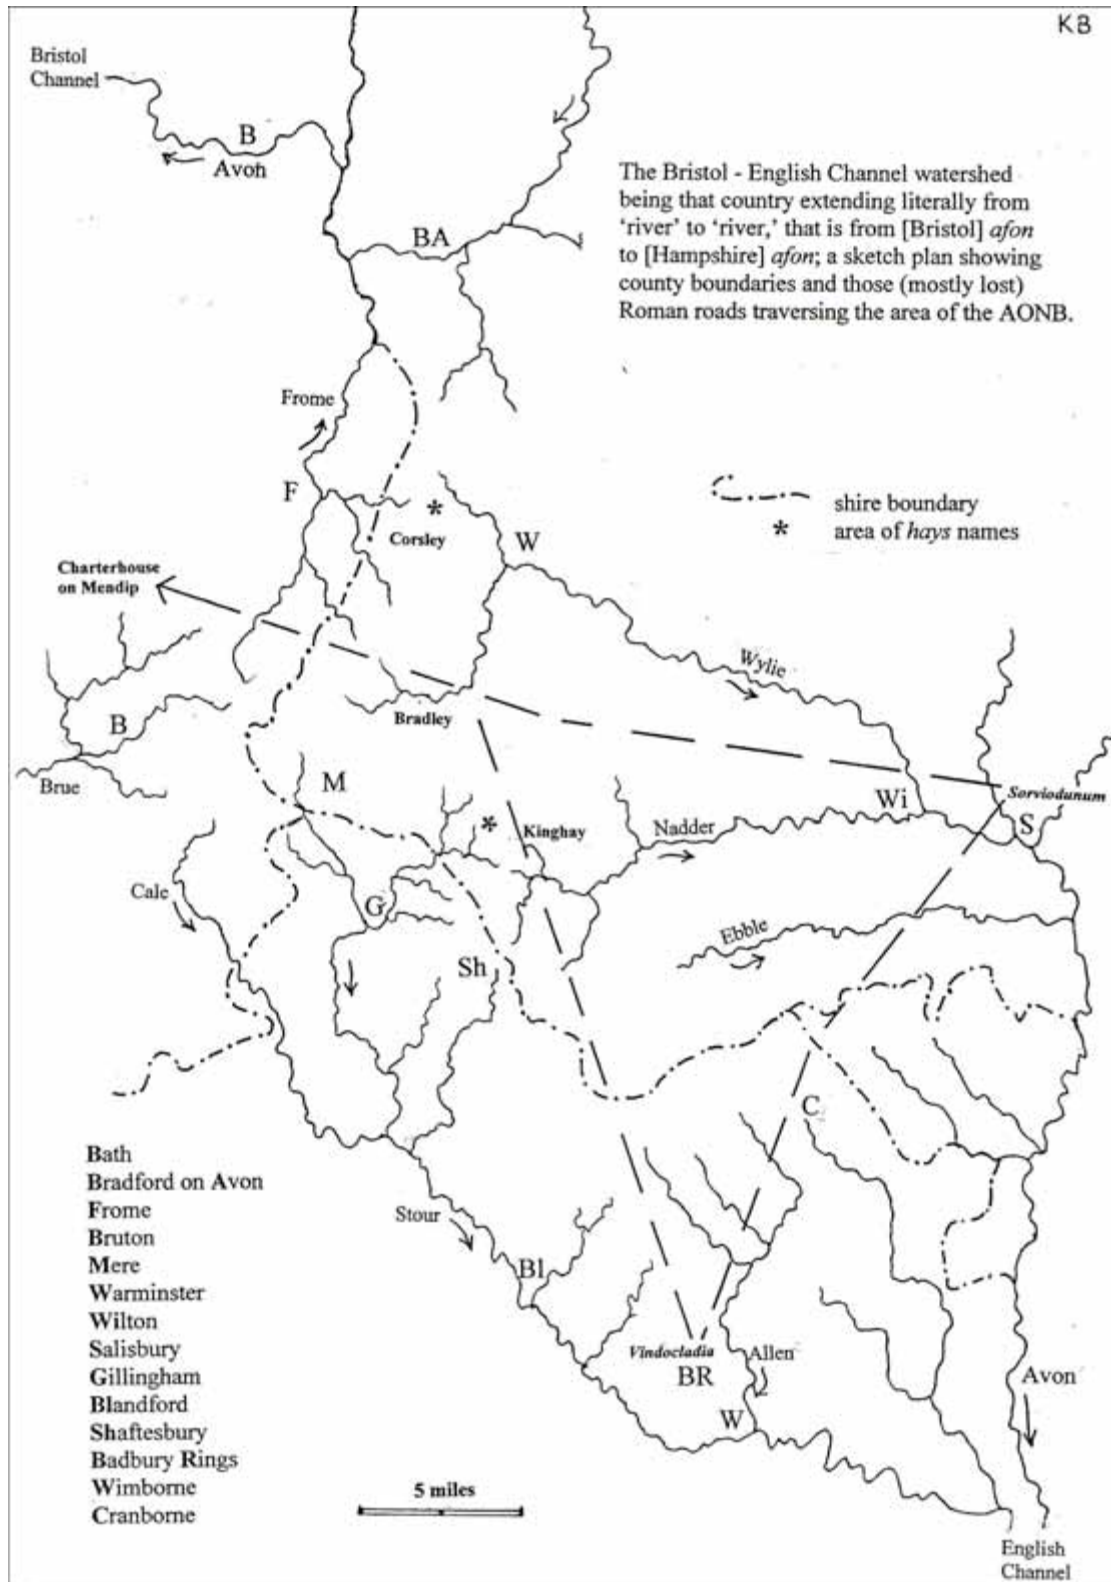 KB
Bristol
Channel
B
Avon
The Bristol - English Channel watershed
being that country extending literally from
‘river’ to ‘river,’ that is from [Bristol] afon
to [Hampshire] afon; a sketch plan showing
county boundaries and those (mostly lost)
Roman roads traversing the area of the AONB.
BA
Frome
F
shire boundary
* area of hays names
*
Corsley
W
Charterhouse
on Mendip
Wylie
B
Bradley
Brue
M
Wi
Sorviodunum
*
Kinghay
Nadder
S
Cale
G
Ebble
Sh
C
Bath
Bradford on Avon
Frome
Bruton
Mere
Warminster
Wilton
Salisbury
Gillingham
Blandford
Shaftesbury
Badbury Rings
Wimborne
Cranborne
Stour
Bl
Vindocladia
BR
Allen
W
Avon
5 miles
English
Channel